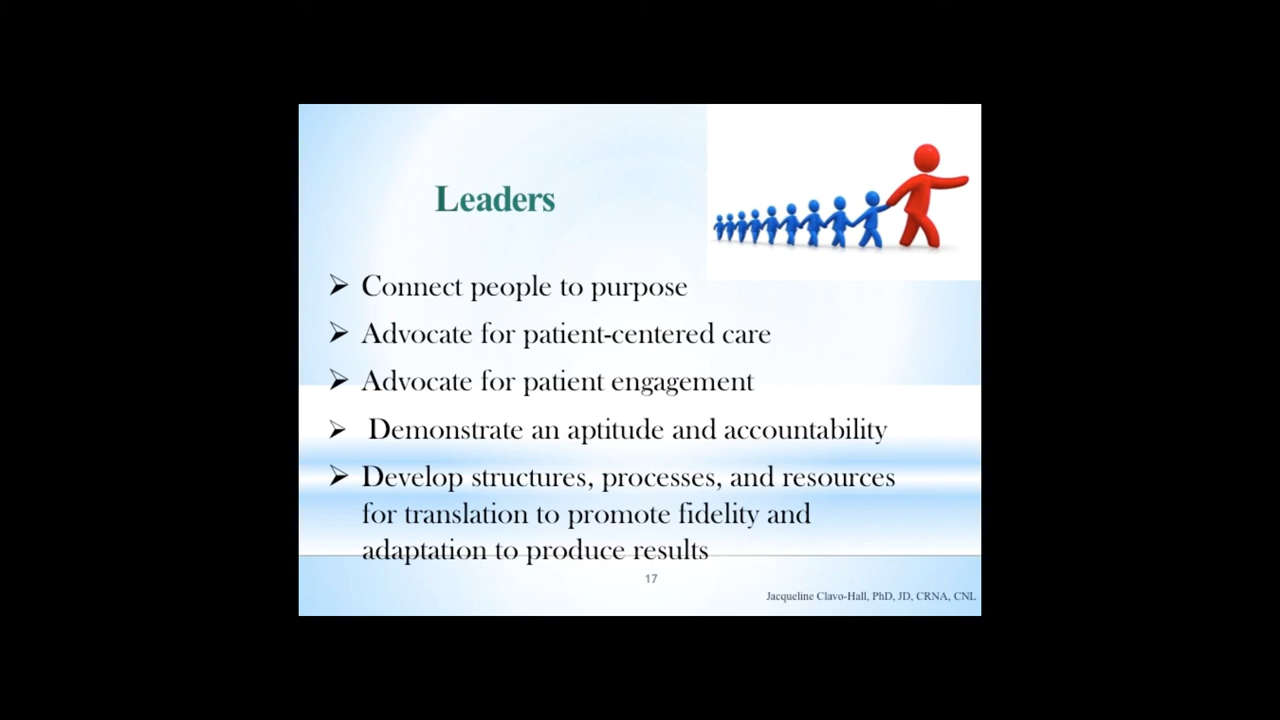 Leaders
➢ Connect people to purpose
➢ Advocate for patient-centered care
➢ Advocate for patient engagement
➢ Demonstrate an aptitude and accountability
➢ Develop structures, processes, and resources
for translation to promote fidelity and
adaptation to produce results
17
Jacqueline Clavo-Hall, PhD, JD, CRNA, CNL